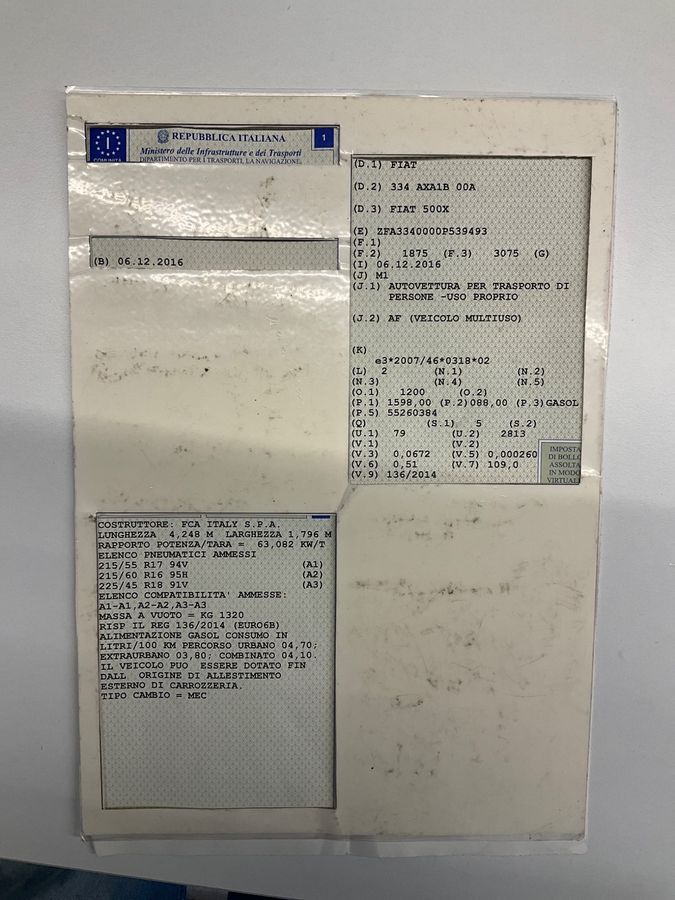 I
COMUNITÀ
REPUBBLICA ITALIANA
1
Ministero delle Infrastrutture e dei Trasporti
DIPARTIMENTO PER I TRASPORTI, LA NAVIGAZIONE,
(B) 06.12.2016
(D.1) FIAT
(D.2) 334 AXA1B 00A
(D.3) FIAT 500X
(E) ZFA3340000P539493
(F.1)
(F.2) 1875 (F.3) 3075 (G)
(I) 06.12.2016
(J) M1
(J.1) AUTOVETTURA PER TRASPORTO DI
PERSONE -USO PROPRIO
(J.2) AF (VEICOLO MULTIUSO)
(K)
e3*2007/46*0318*02
(L) 2 (N.1) (N.2)
(N.3) (N.4) (N.5)
(O.1) 1200 (O.2)
(P.1) 1598,00 (P.2)088,00 (P.3)GASOL
(P.5) 55260384
(Q) (S.1) 5 (S.2)
(U.1) 79 (U.2) 2813
(V.1) (V.2)
(V.3) 0,0672 (V.5) 0,000260
(V.6) 0,51 (V.7) 109,0
(V.9) 136/2014
IMPOSTA
DI BOLLO
ASSOLTA
IN MODO
VIRTUALE
COSTRUTTORE: FCA ITALY S.P.A.
LUNGHEZZA 4,248 M LARGHEZZA 1,796 M
RAPPORTO POTENZA/TARA = 63,082 KW/T
ELENCO PNEUMATICI AMMESSI
215/55 R17 94V (A1)
215/60 R16 95H (A2)
225/45 R18 91V (A3)
ELENCO COMPATIBILITA' AMMESSE:
A1-A1,A2-A2,A3-A3
MASSA A VUOTO = KG 1320
RISP IL REG 136/2014 (EURO6B)
ALIMENTAZIONE GASOL CONSUMO IN
LITRI/100 KM PERCORSO URBANO 04,70;
EXTRAURBANO 03,80; COMBINATO 04,10.
IL VEICOLO PUO ESSERE DOTATO FIN
DALL ORIGINE DI ALLESTIMENTO
ESTERNO DI CARROZZERIA.
TIPO CAMBIO = MEC